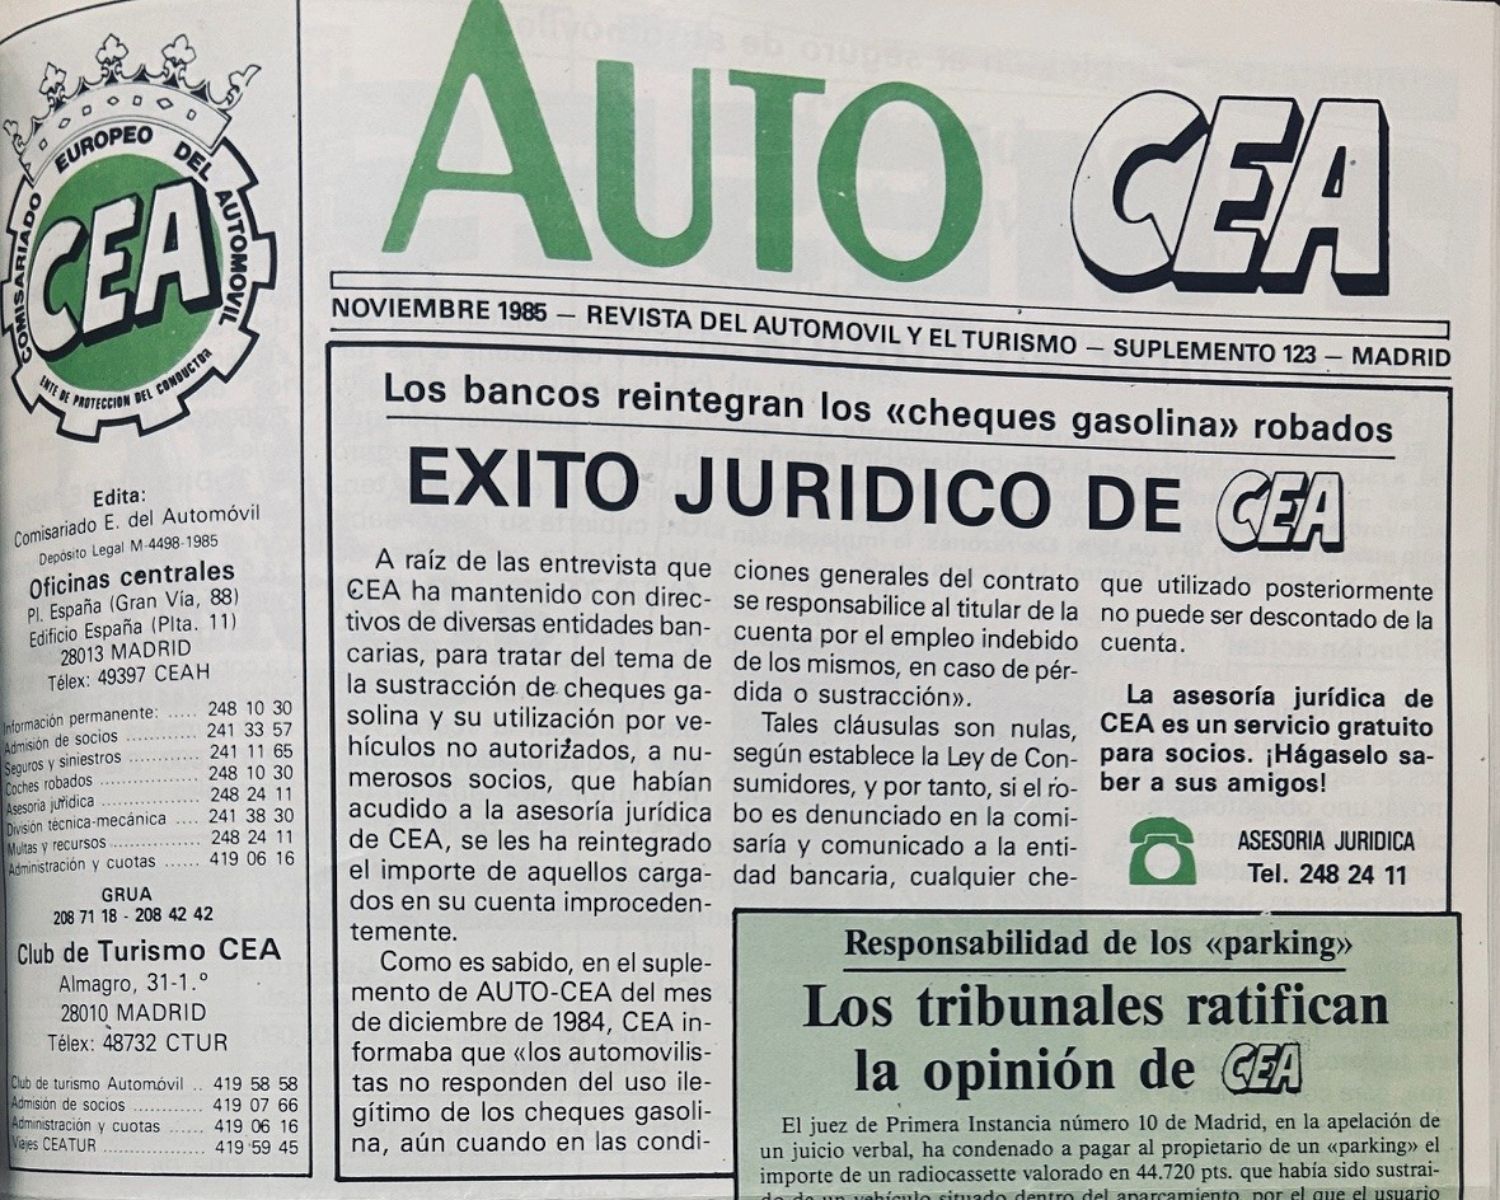 COMISARIADO EUROPEO DEL AUTOMOVIL
CEA
ENTE DE PROTECCION DEL CONDUCTOR
Edita:
Comisariado E. del Automóvil
Depósito Legal M-4498-1985
Oficinas centrales
Pl. España (Gran Vía, 88)
Edificio España (Plta. 11)
28013 MADRID
Télex: 49397 CEAH
Información permanente: ..... 248 10 30
Admisión de socios ............ 241 33 57
Seguros y siniestros ............ 241 11 65
Coches robados ................. 248 10 30
Asesoría jurídica ................ 248 24 11
División técnica-mecánica .... 241 38 30
Multas y recursos ............... 248 24 11
Administración y cuotas ...... 419 06 16
GRUA
208 71 18 - 208 42 42
Club de Turismo CEA
Almagro, 31-1.º
28010 MADRID
Télex: 48732 CTUR
Club de turismo Automóvil .. 419 58 58
Admisión de socios ............ 419 07 66
Administración y cuotas ...... 419 06 16
Viajes CEATUR .................. 419 59 45
AUTO CEA
NOVIEMBRE 1985 — REVISTA DEL AUTOMOVIL Y EL TURISMO — SUPLEMENTO 123 — MADRID
Los bancos reintegran los «cheques gasolina» robados
EXITO JURIDICO DE CEA
A raíz de las entrevista que
CEA ha mantenido con direc-
tivos de diversas entidades ban-
carias, para tratar del tema de
la sustracción de cheques ga-
solina y su utilización por ve-
hículos no autorizados, a nu-
merosos socios, que habían
acudido a la asesoría jurídica
de CEA, se les ha reintegrado
el importe de aquellos carga-
dos en su cuenta improceden-
temente.
Como es sabido, en el suple-
mento de AUTO-CEA del mes
de diciembre de 1984, CEA in-
formaba que «los automovilis-
tas no responden del uso ile-
gítimo de los cheques gasoli-
na, aún cuando en las condi-
ciones generales del contrato
se responsabilice al titular de la
cuenta por el empleo indebido
de los mismos, en caso de pér-
dida o sustracción».
Tales cláusulas son nulas,
según establece la Ley de Con-
sumidores, y por tanto, si el ro-
bo es denunciado en la comi-
saría y comunicado a la enti-
dad bancaria, cualquier che-
que utilizado posteriormente
no puede ser descontado de la
cuenta.
La asesoría jurídica de
CEA es un servicio gratuito
para socios. ¡Hágaselo sa-
ber a sus amigos!
ASESORIA JURIDICA
Tel. 248 24 11
Responsabilidad de los «parking»
Los tribunales ratifican
la opinión de CEA
El juez de Primera Instancia número 10 de Madrid, en la apelación de
un juicio verbal, ha condenado a pagar al propietario de un «parking» el
importe de un radiocassette valorado en 44.720 pts. que había sido sustrai-
do de un vehículo situado dentro del aparcamiento, por el que el usuario